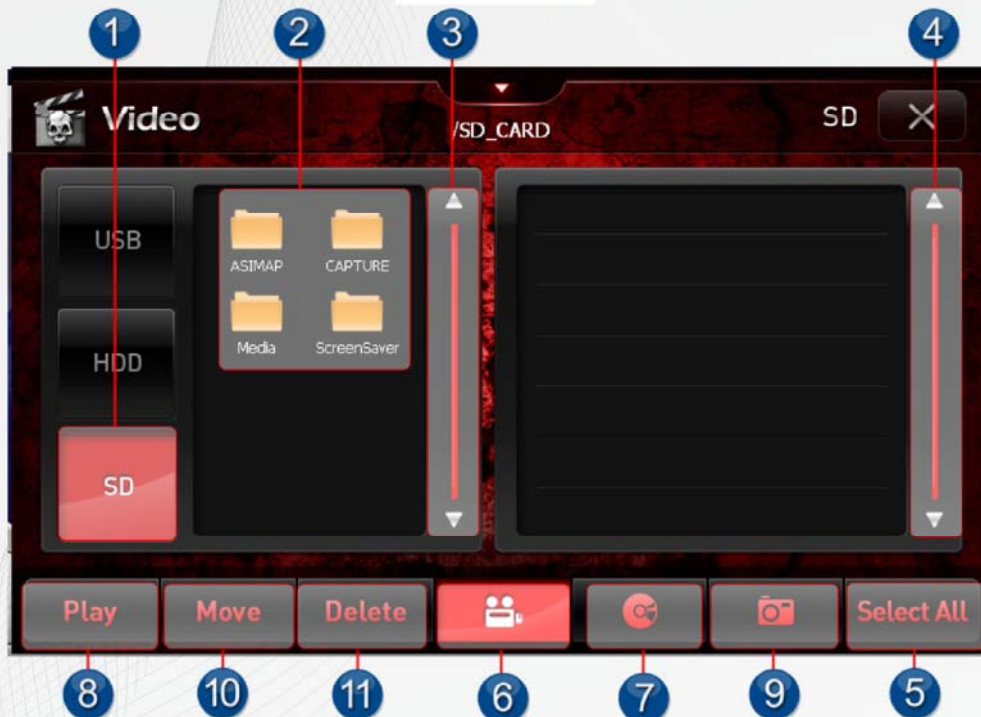 1 2 3 4
Video
/SD_CARD
SD
USB
HDD
SD
ASIMAP CAPTURE
Media ScreenSaver
Play Move Delete Select All
8 10 11 6 7 9 5